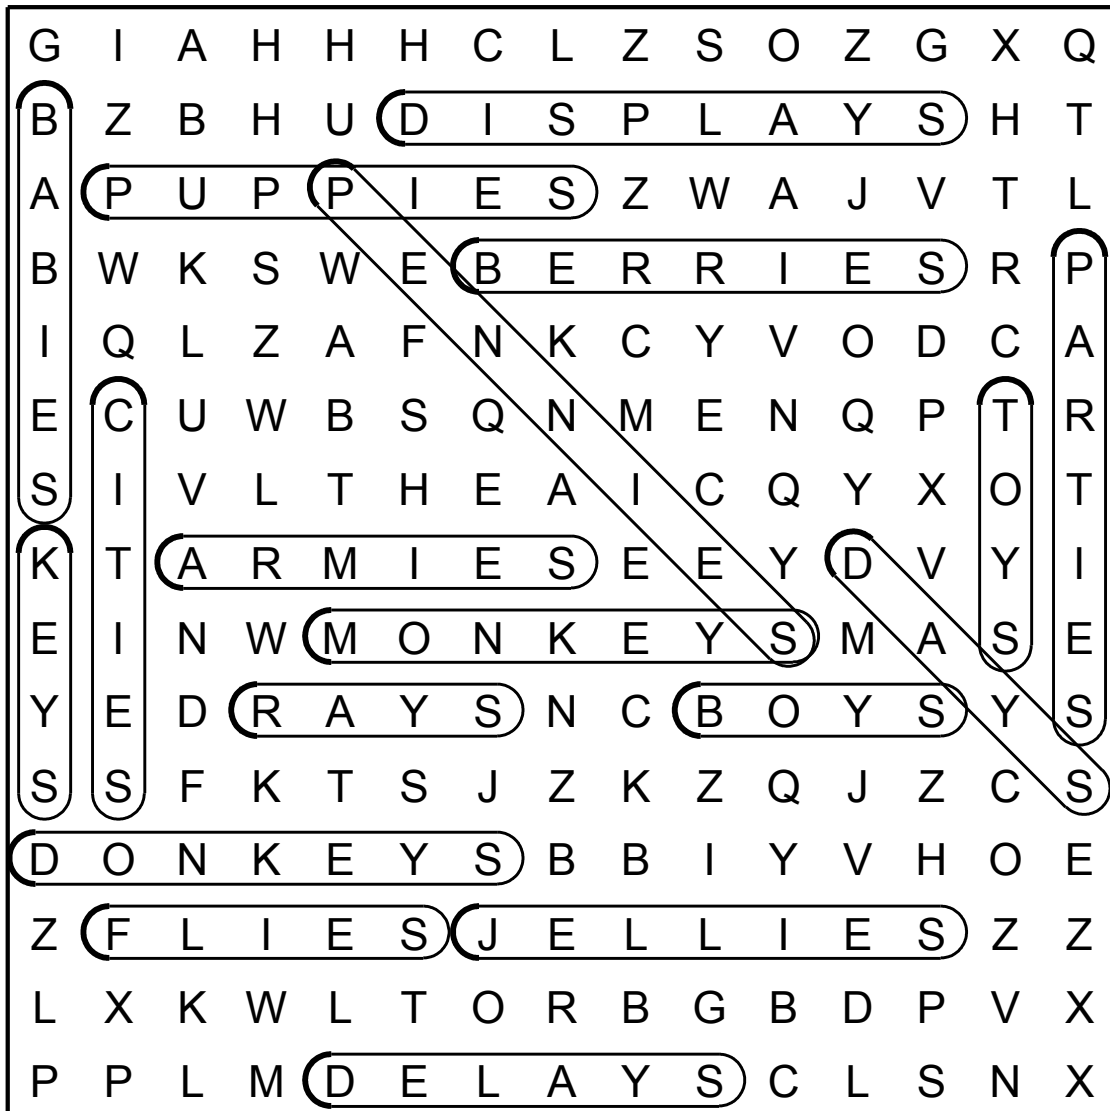 G I A H H H C L Z S O Z G X Q
B Z B H U D I S P L A Y S H T
A P U P P I E S Z W A J V T L
B W K S W E B E R R I E S R P
I Q L Z A F N K C Y V O D C A
E C U W B S Q N M E N Q P T R
S I V L T H E A I C Q Y X O T
K T A R M I E S E E Y D V Y I
E I N W M O N K E Y S M A S E
Y E D R A Y S N C B O Y S Y S
S S F K T S J Z K Z Q J Z C S
D O N K E Y S B B I Y V H O E
Z F L I E S J E L L I E S Z Z
L X K W L T O R B G B D P V X
P P L M D E L A Y S C L S N X